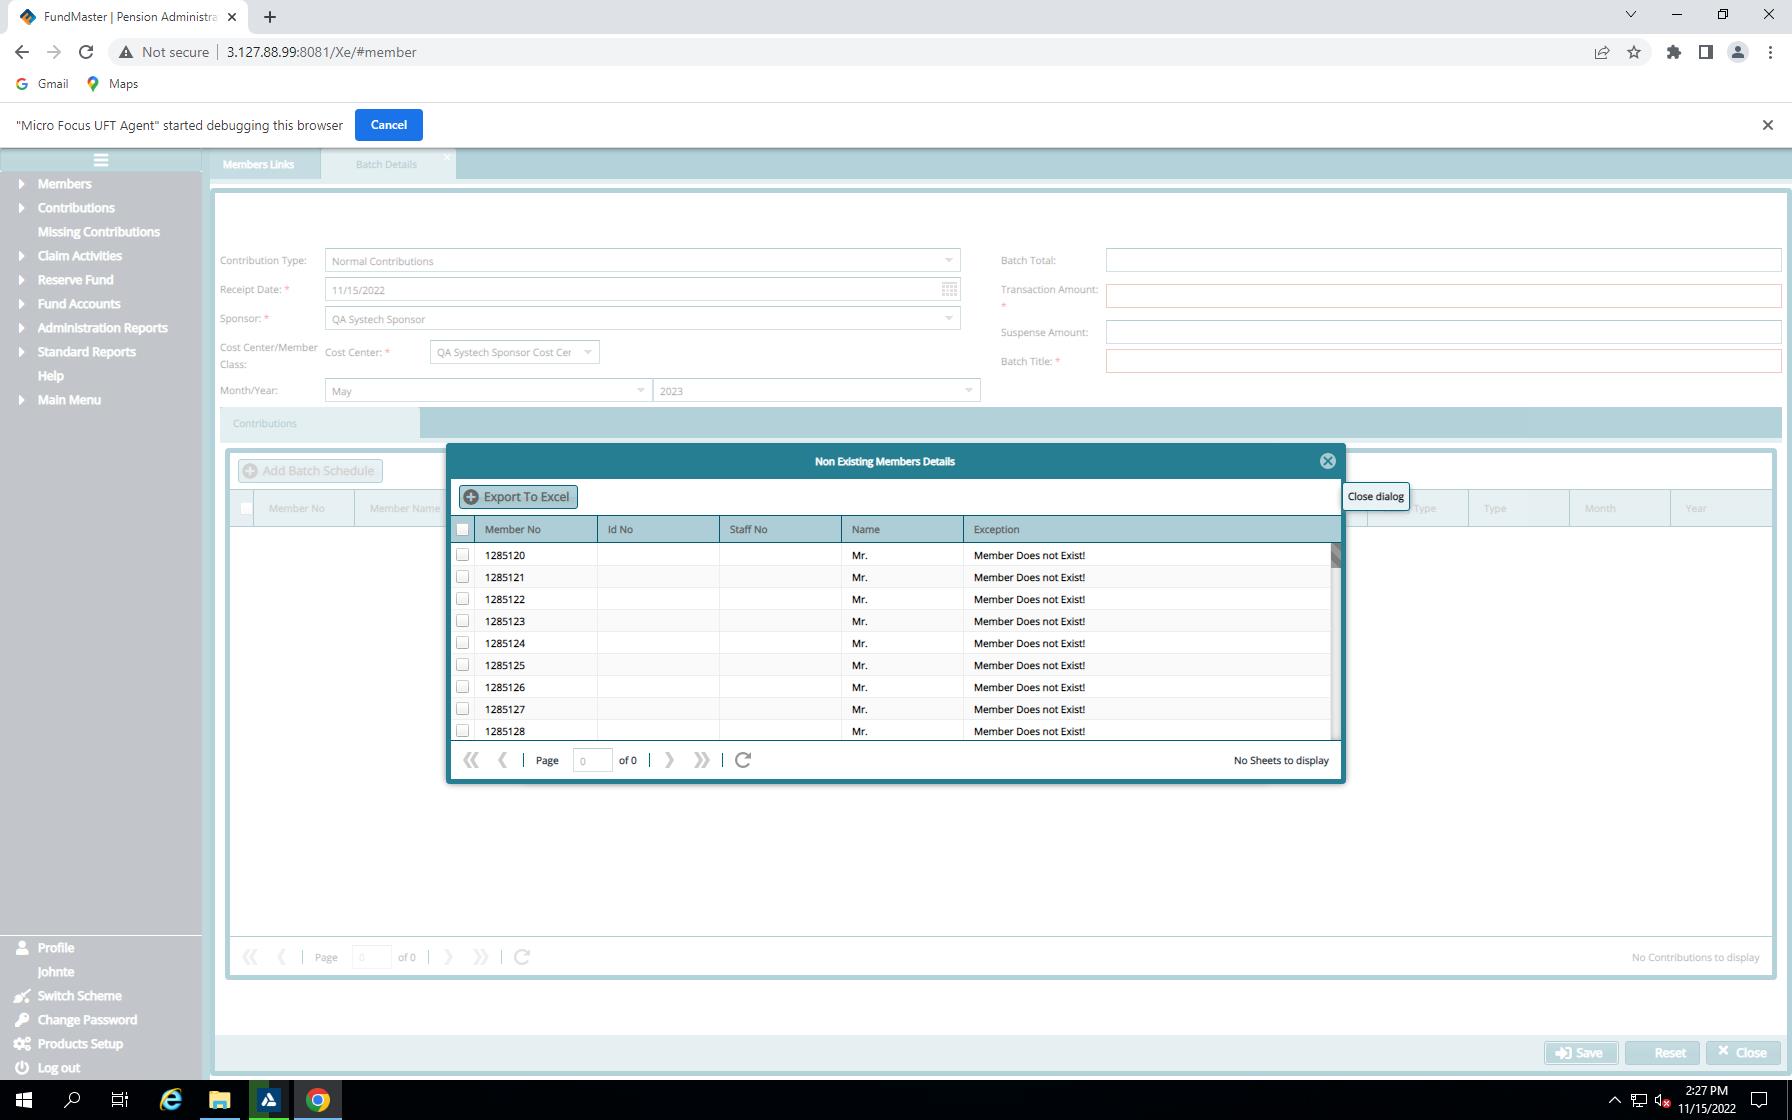 FundMaster | Pension Administra
Not secure
3.127.88.99:8081/Xe/#member
Gmail
Maps
"Micro Focus UFT Agent" started debugging this browser
Cancel
Members Links
Batch Details
Members
Contributions
Missing Contributions
Claim Activities
Reserve Fund
Fund Accounts
Administration Reports
Standard Reports
Help
Main Menu
Contribution Type:
Normal Contributions
Receipt Date: *
11/15/2022
Sponsor: *
QA Systech Sponsor
Cost Center/Member Class:
Cost Center: *
QA Systech Sponsor Cost Cer
Month/Year:
May
2023
Batch Total:
Transaction Amount: *
Suspense Amount:
Batch Title: *
Contributions
Add Batch Schedule
Member No
Member Name
Type
Type
Month
Year
Non Existing Members Details
Close dialog
Export To Excel
Member No Id No Staff No Name Exception
1285120 Mr. Member Does not Exist!
1285121 Mr. Member Does not Exist!
1285122 Mr. Member Does not Exist!
1285123 Mr. Member Does not Exist!
1285124 Mr. Member Does not Exist!
1285125 Mr. Member Does not Exist!
1285126 Mr. Member Does not Exist!
1285127 Mr. Member Does not Exist!
1285128 Mr. Member Does not Exist!
Page 0 of 0
No Sheets to display
Page 0 of 0
No Contributions to display
Profile
Johnte
Switch Scheme
Change Password
Products Setup
Log out
Save
Reset
Close
2:27 PM
11/15/2022